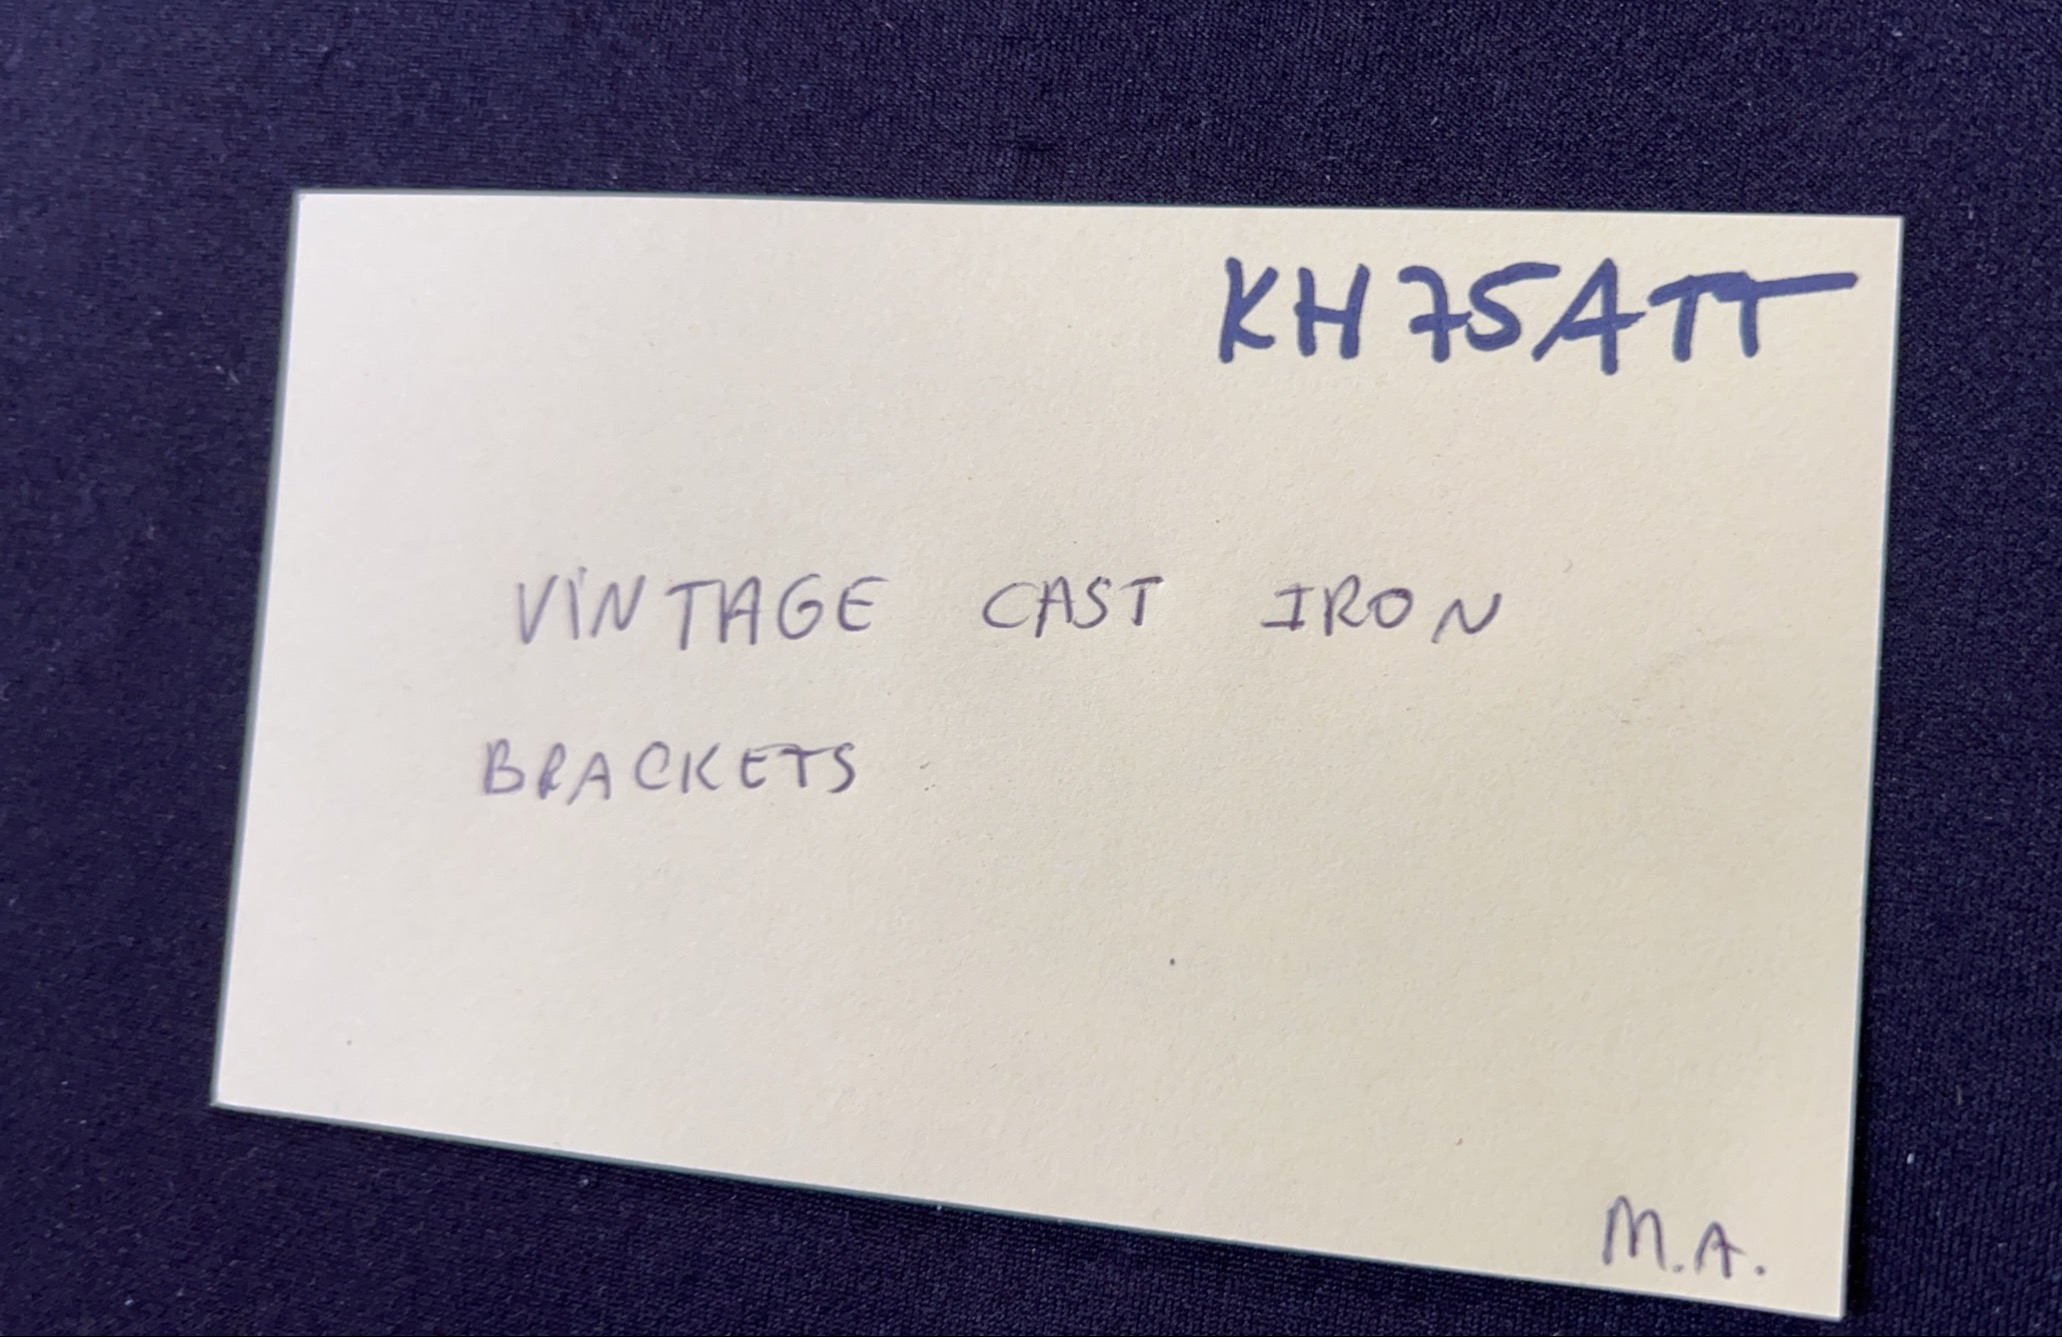 KH75ATT
VINTAGE CAST IRON
BRACKETS
M.A.